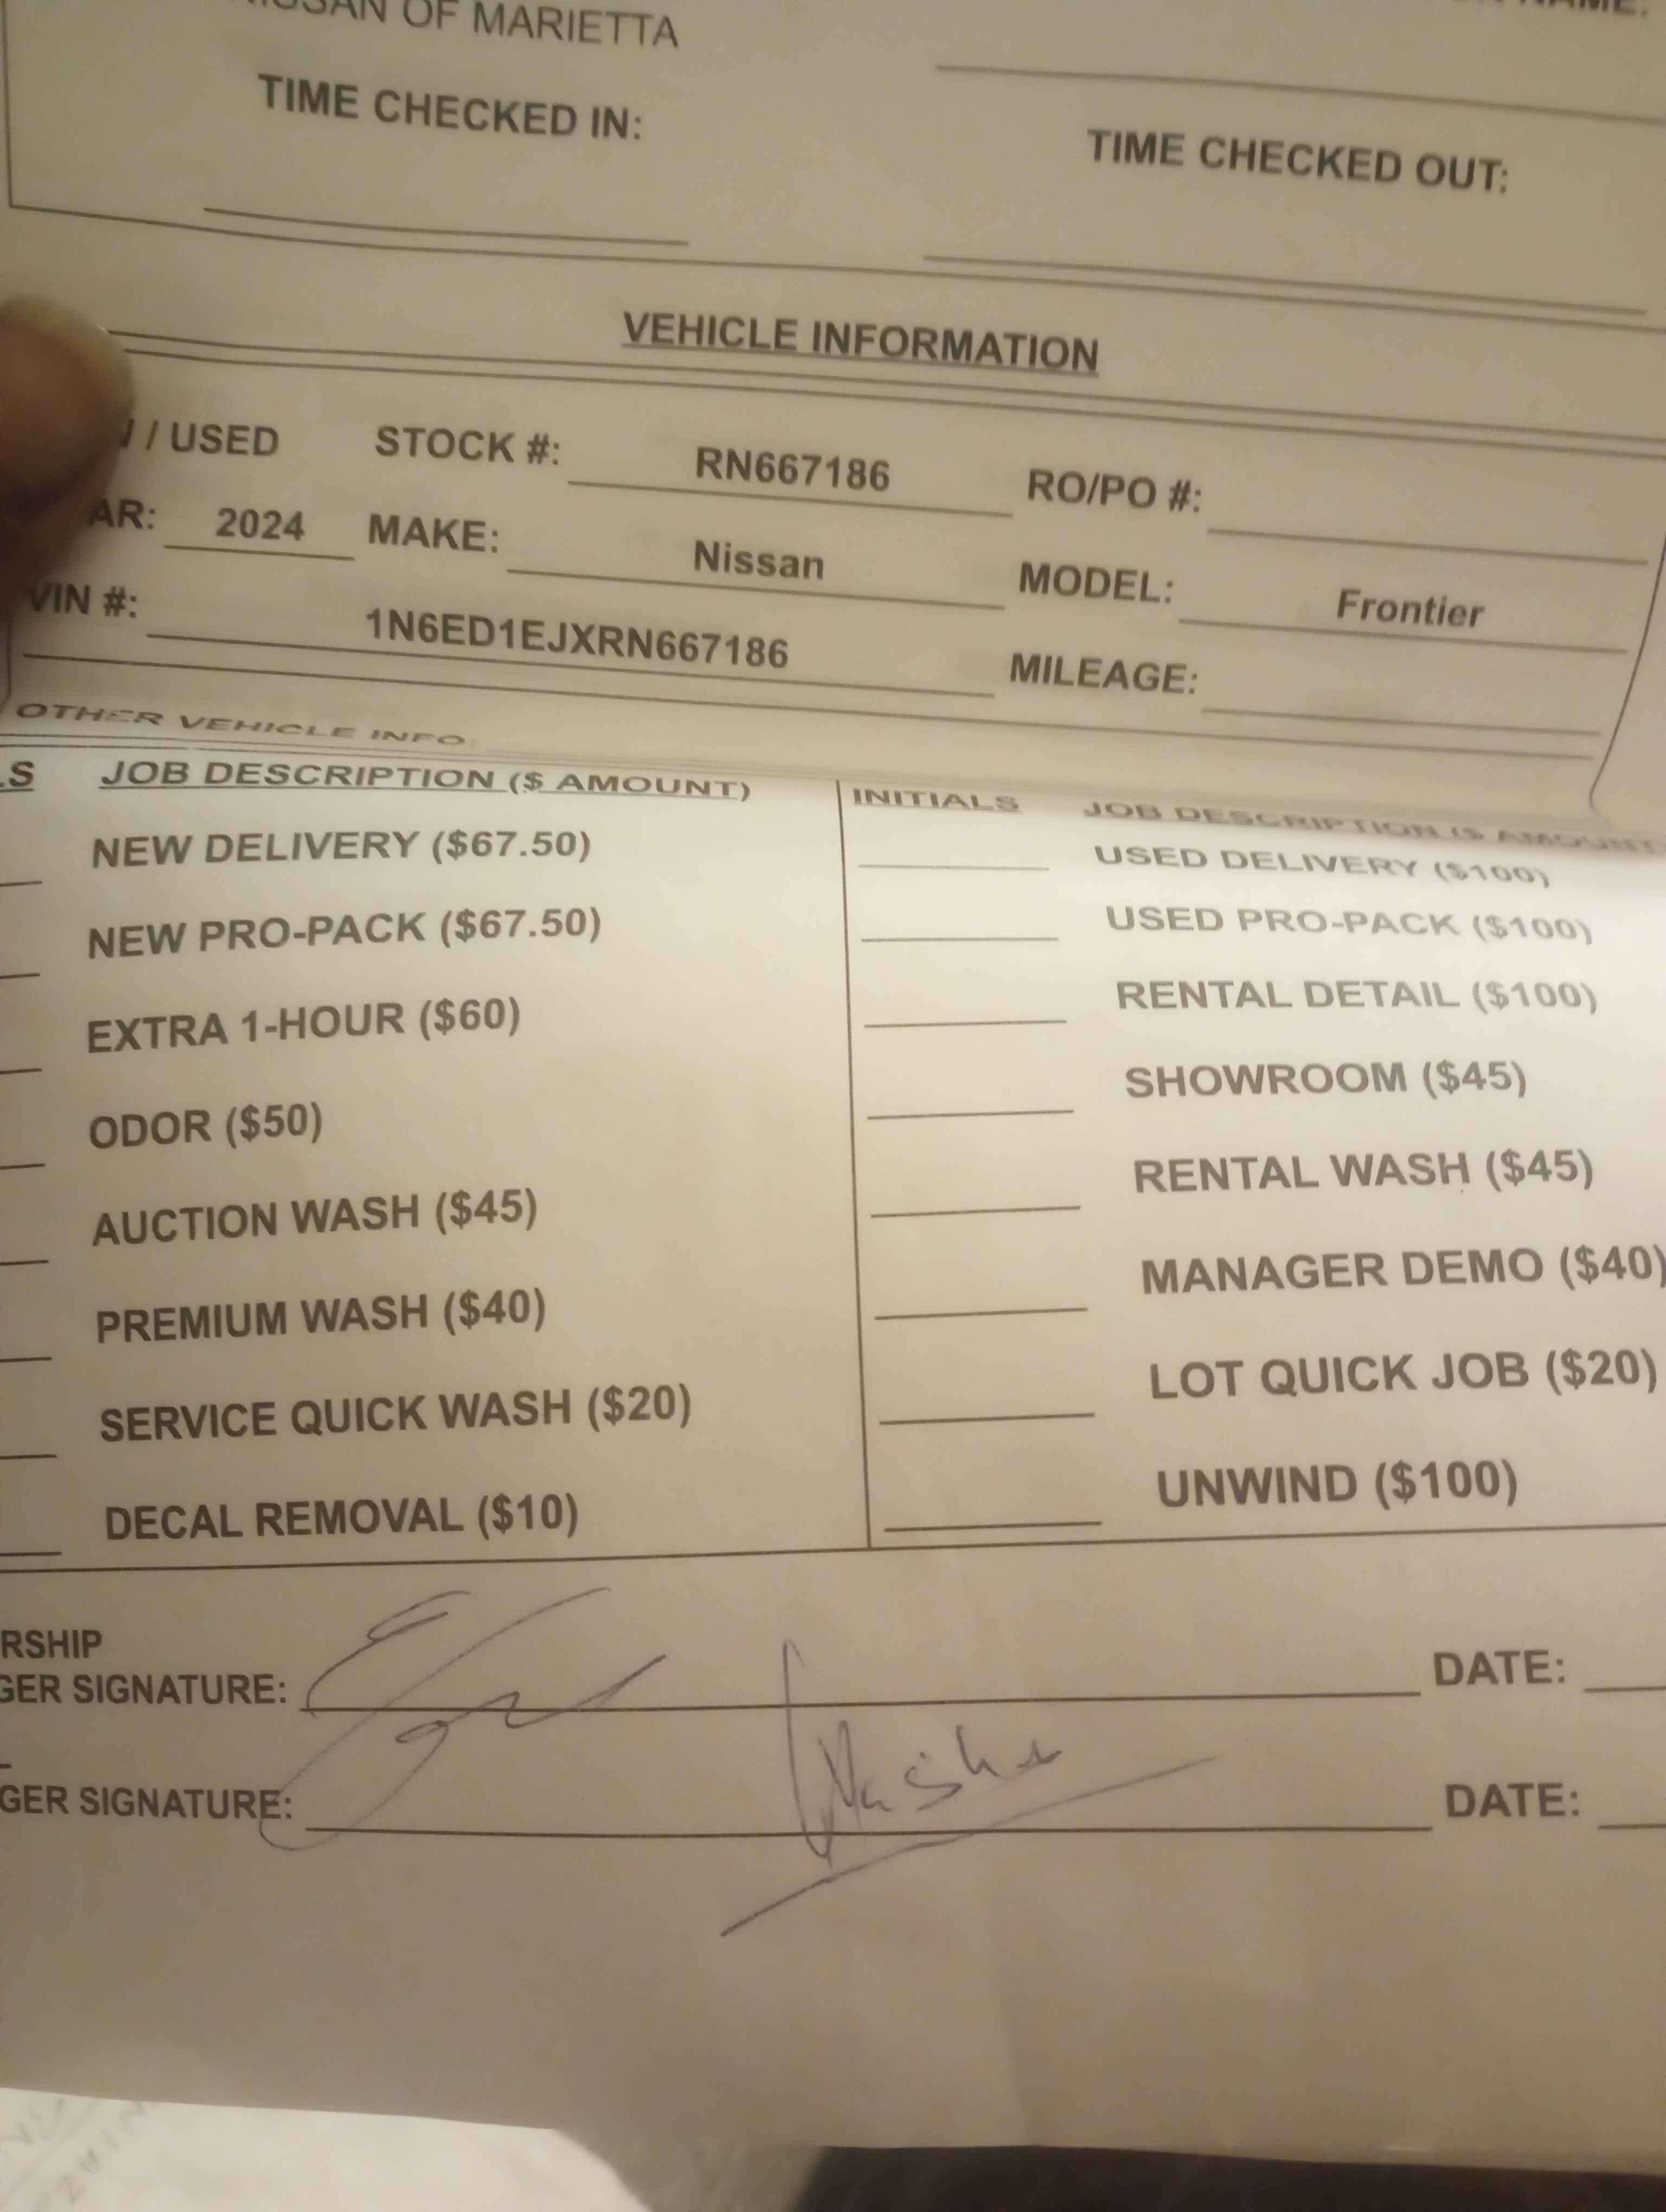 OF MARIETTA
NAME:
TIME CHECKED IN:
TIME CHECKED OUT:
VEHICLE INFORMATION
/ USED STOCK #: RN667186 RO/PO #:
AR: 2024 MAKE: Nissan MODEL: Frontier
VIN #: 1N6ED1EJXRN667186 MILEAGE:
OTHER VEHICLE INFO:
LS JOB DESCRIPTION ($ AMOUNT) INITIALS JOB DESCRIPTION ($ AMOUNT
NEW DELIVERY ($67.50) USED DELIVERY ($100)
NEW PRO-PACK ($67.50) USED PRO-PACK ($100)
EXTRA 1-HOUR ($60) RENTAL DETAIL ($100)
ODOR ($50) SHOWROOM ($45)
AUCTION WASH ($45) RENTAL WASH ($45)
PREMIUM WASH ($40) MANAGER DEMO ($40)
SERVICE QUICK WASH ($20) LOT QUICK JOB ($20)
DECAL REMOVAL ($10) UNWIND ($100)
RSHIP
GER SIGNATURE: DATE:
GER SIGNATURE: DATE: